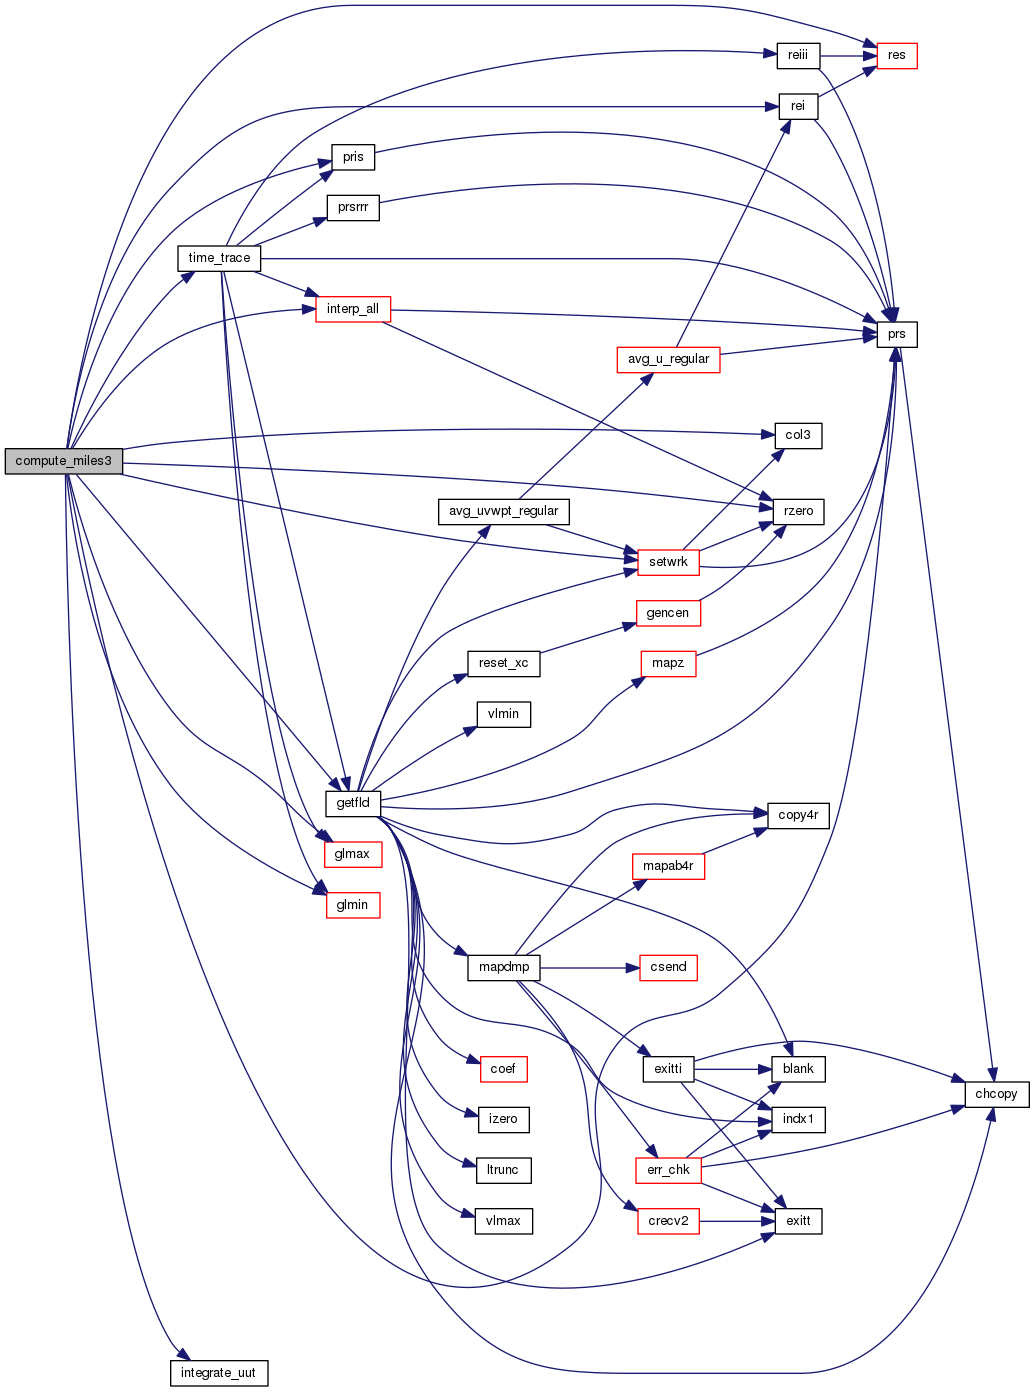 reiii
res
rei
pris
prsrrr
time_trace
interp_all
prs
avg_u_regular
col3
compute_miles3
avg_uvwpt_regular
rzero
setwrk
gencen
reset_xc
mapz
vlmin
getfld
copy4r
glmax
mapab4r
glmin
mapdmp
csend
coef
exitti
blank
chcopy
izero
indx1
ltrunc
err_chk
vlmax
crecv2
exitt
integrate_uut